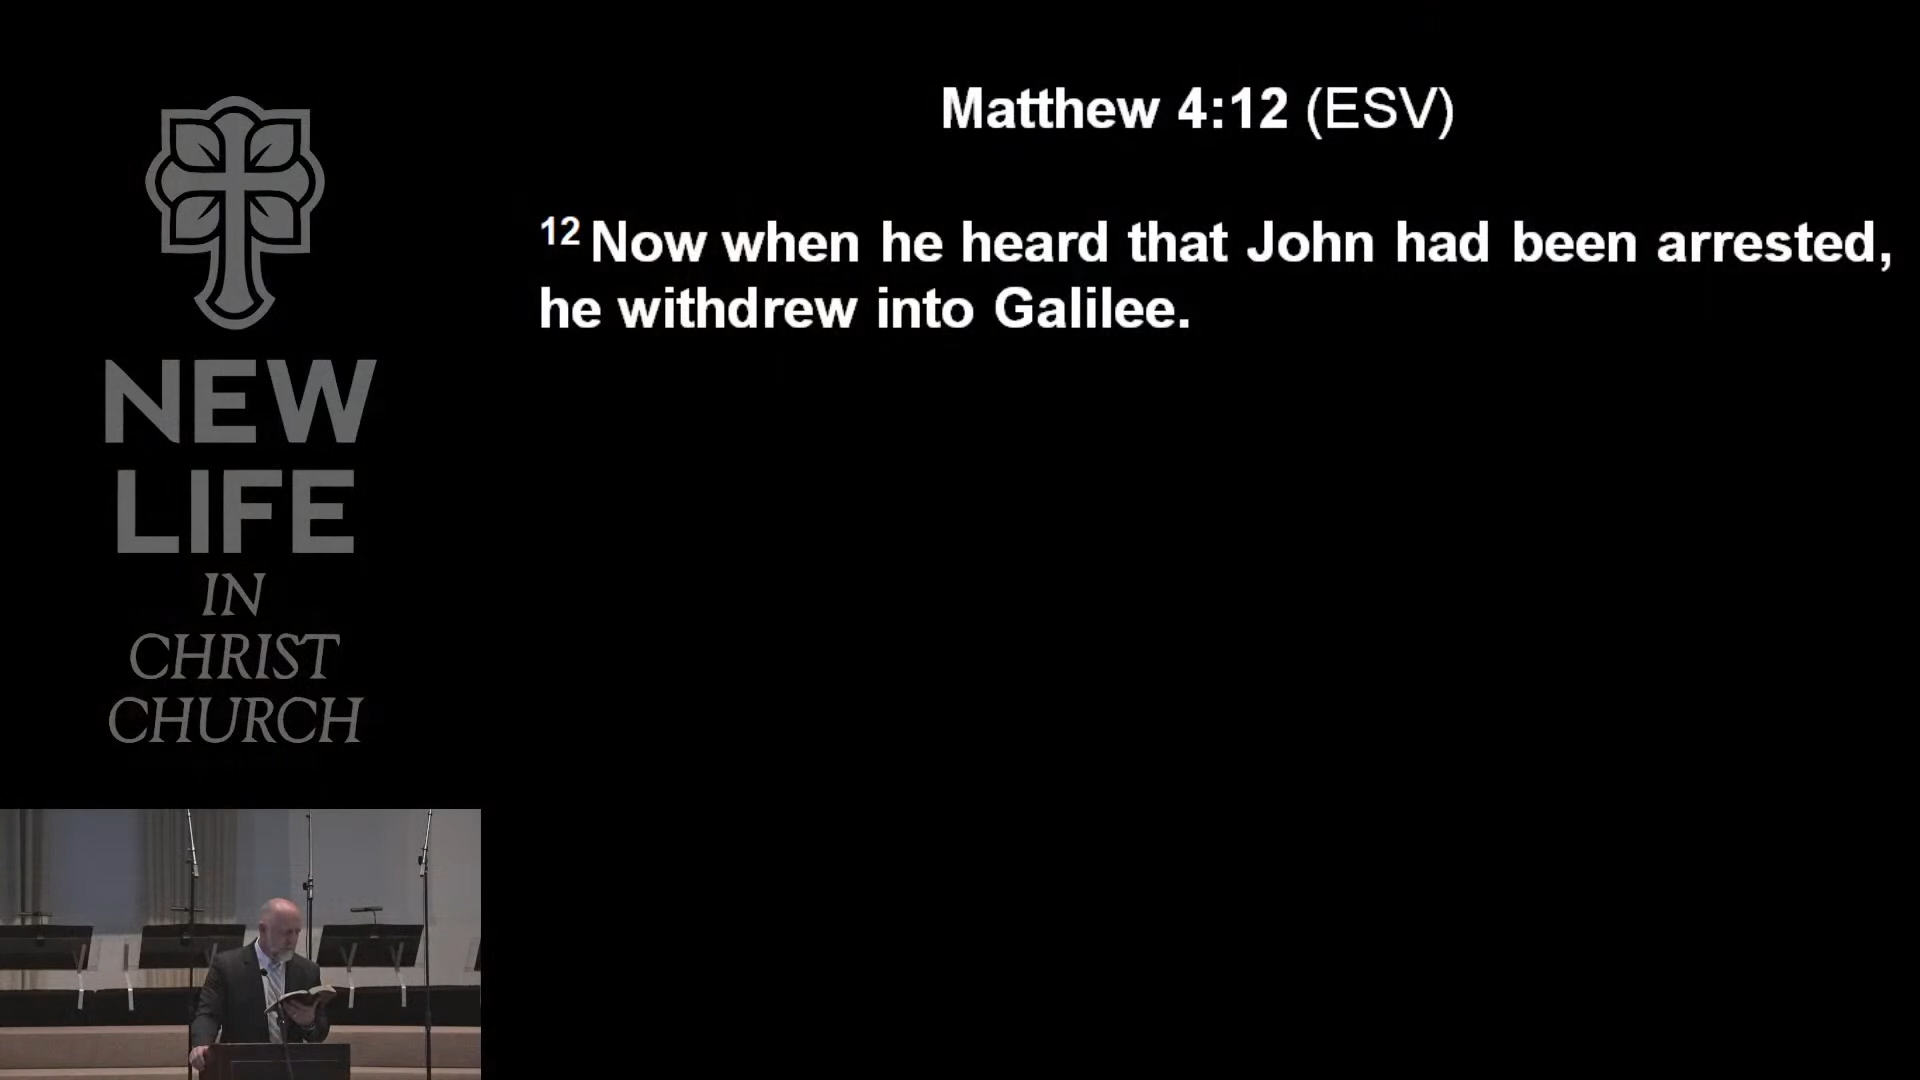 NEW
LIFE
IN
CHRIST
CHURCH
Matthew 4:12 (ESV)
12 Now when he heard that John had been arrested,
he withdrew into Galilee.